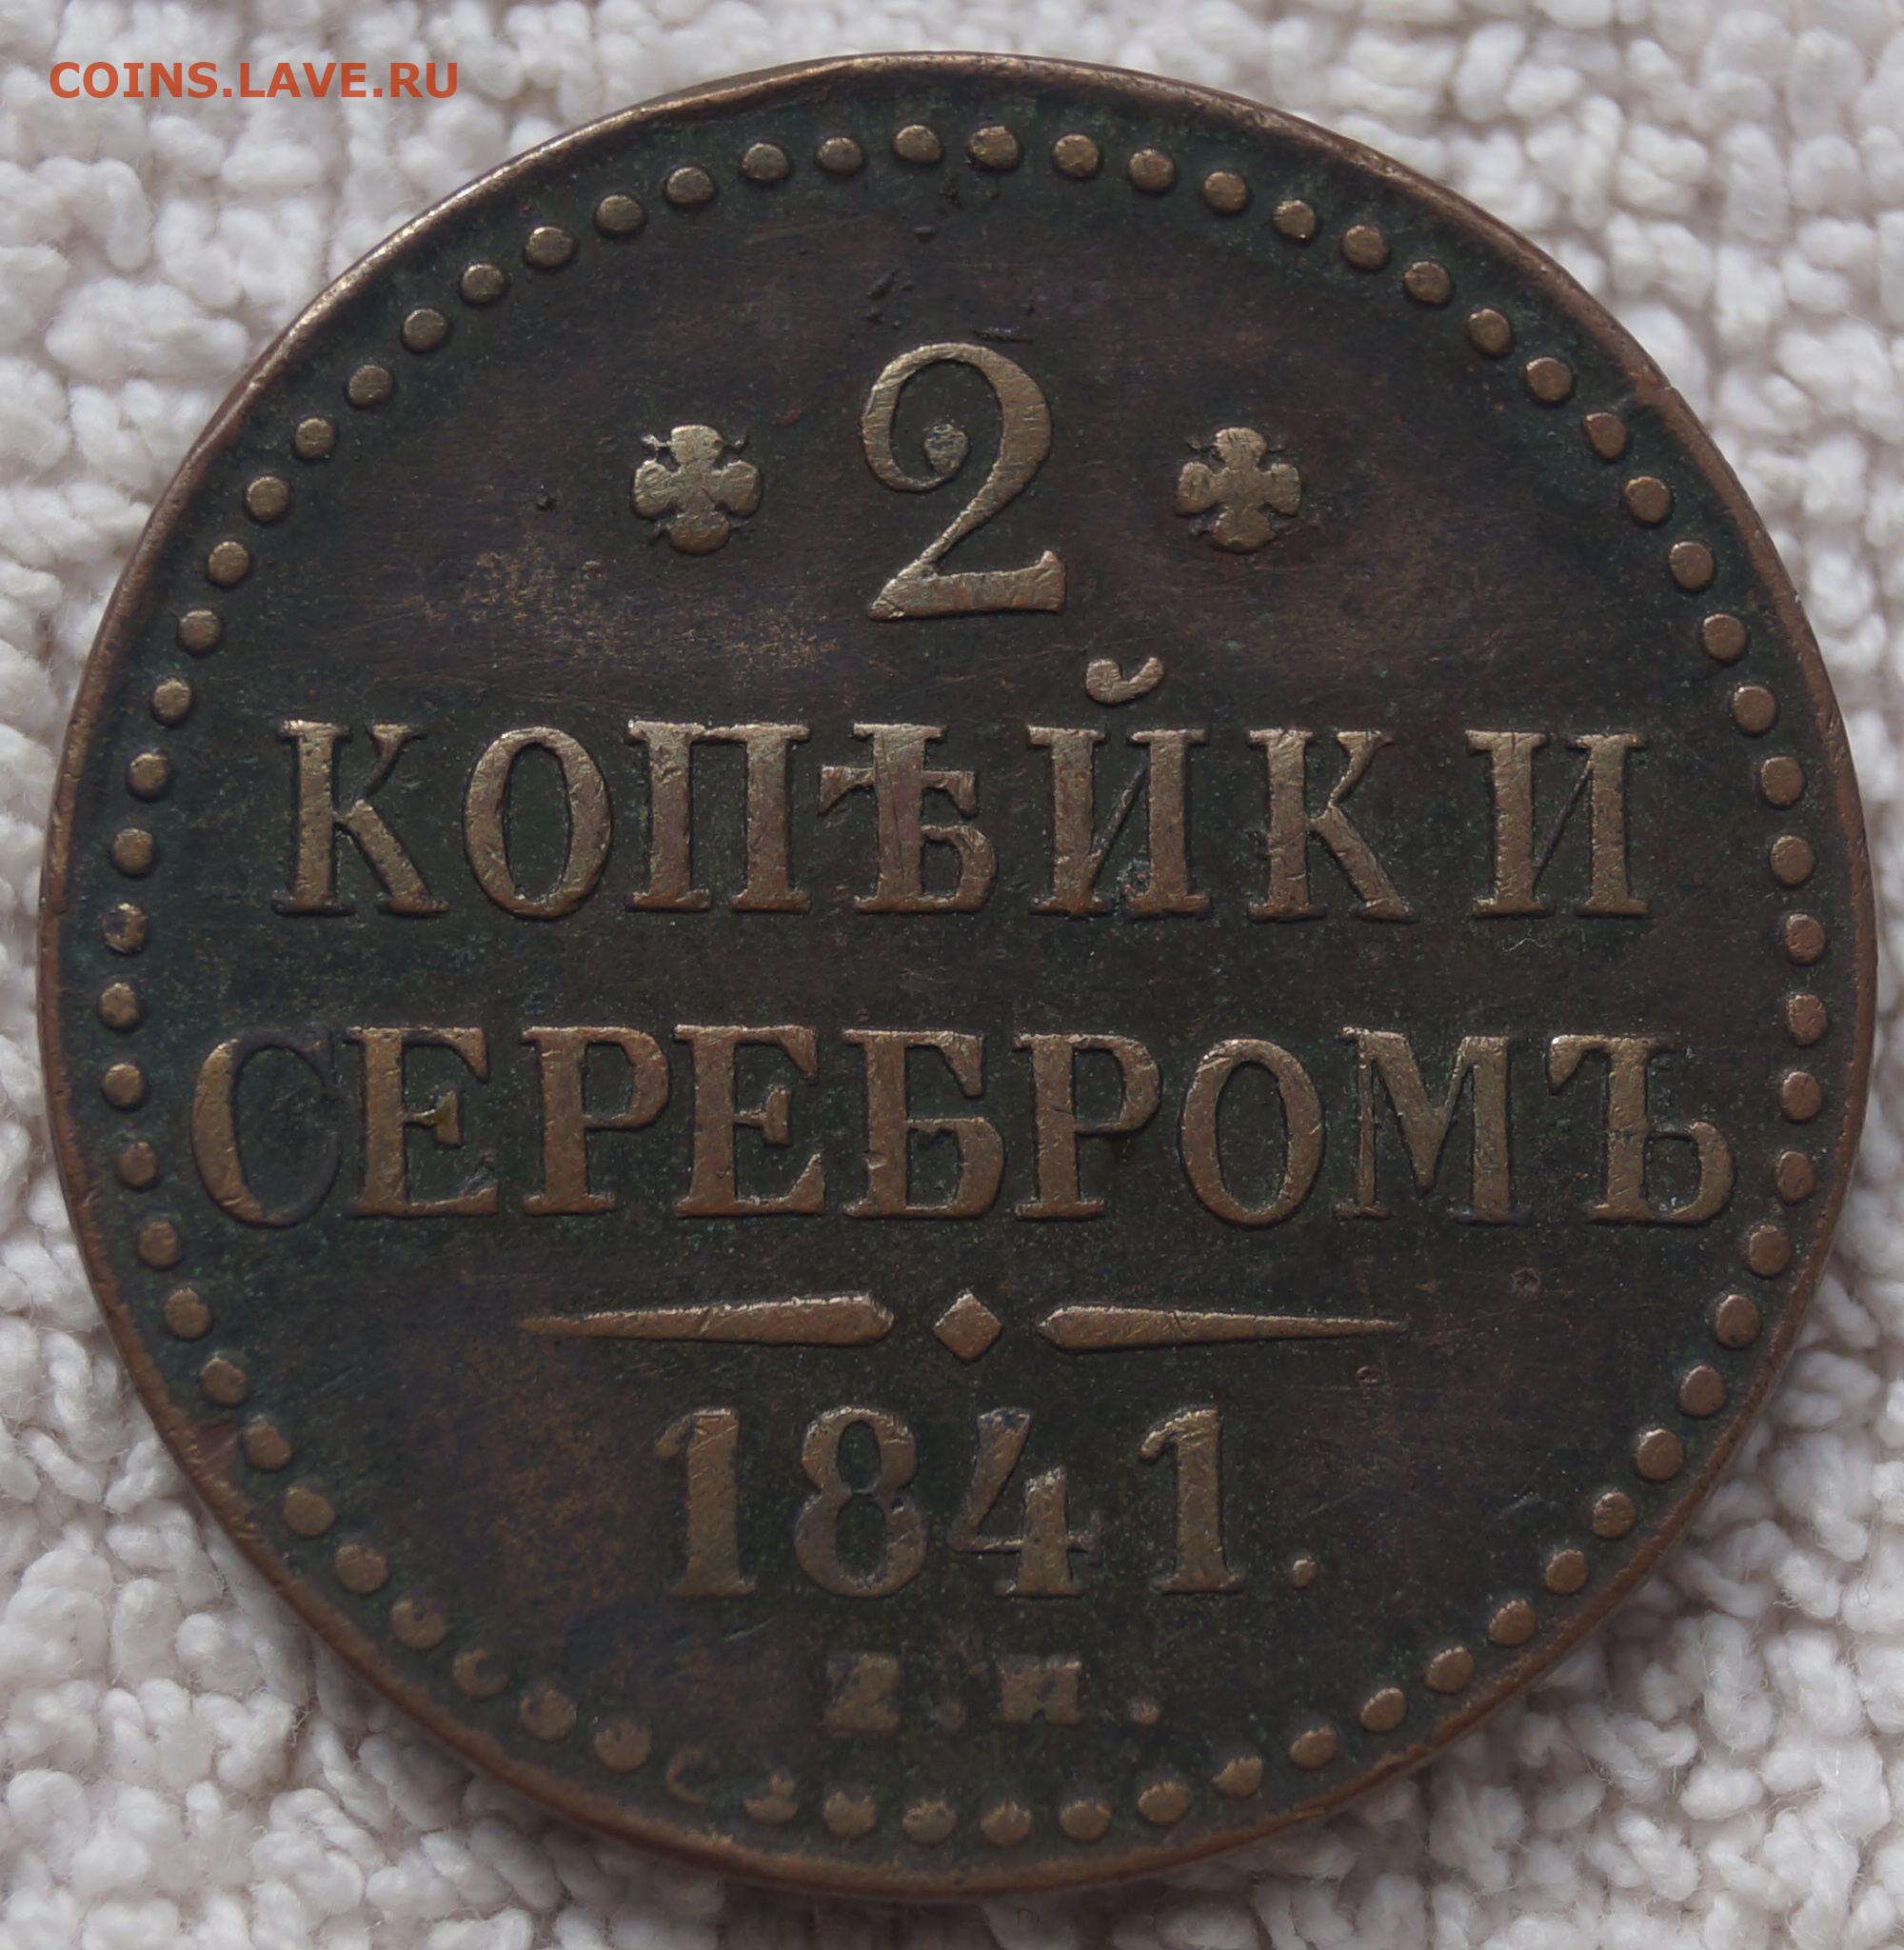 COINS.LAVE.RU
2
КОПѢЙКИ
СЕРЕБРОМЪ
1841.